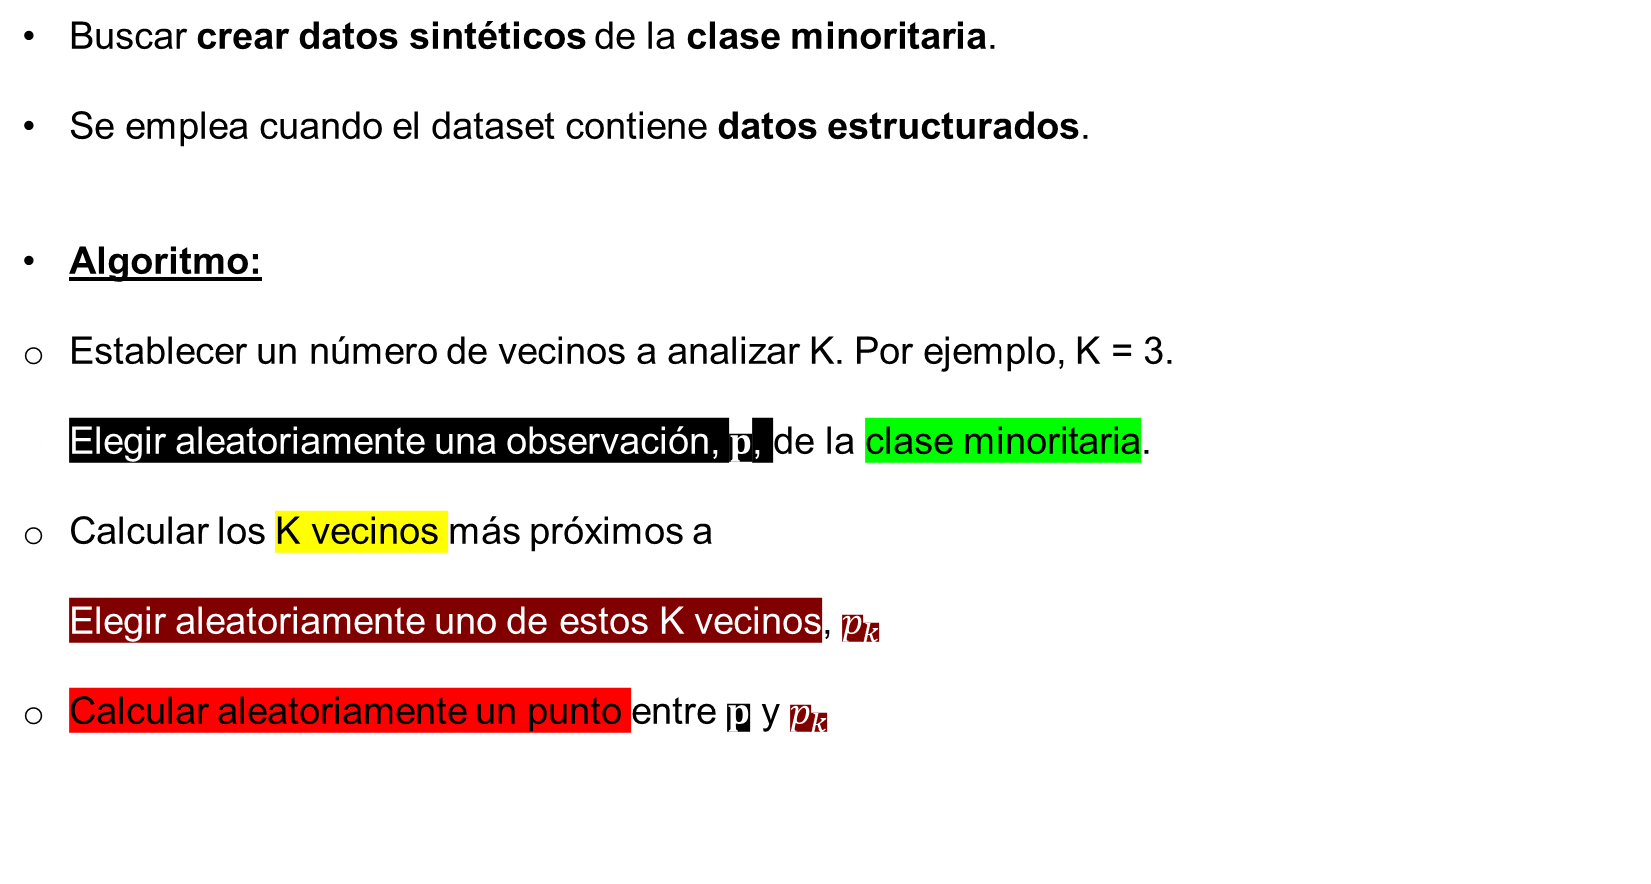 • Buscar crear datos sintéticos de la clase minoritaria.
• Se emplea cuando el dataset contiene datos estructurados.
• Algoritmo:
o Establecer un número de vecinos a analizar K. Por ejemplo, K = 3.
Elegir aleatoriamente una observación, p, de la clase minoritaria.
o Calcular los K vecinos más próximos a
Elegir aleatoriamente uno de estos K vecinos, pₖ
o Calcular aleatoriamente un punto entre p y pₖ